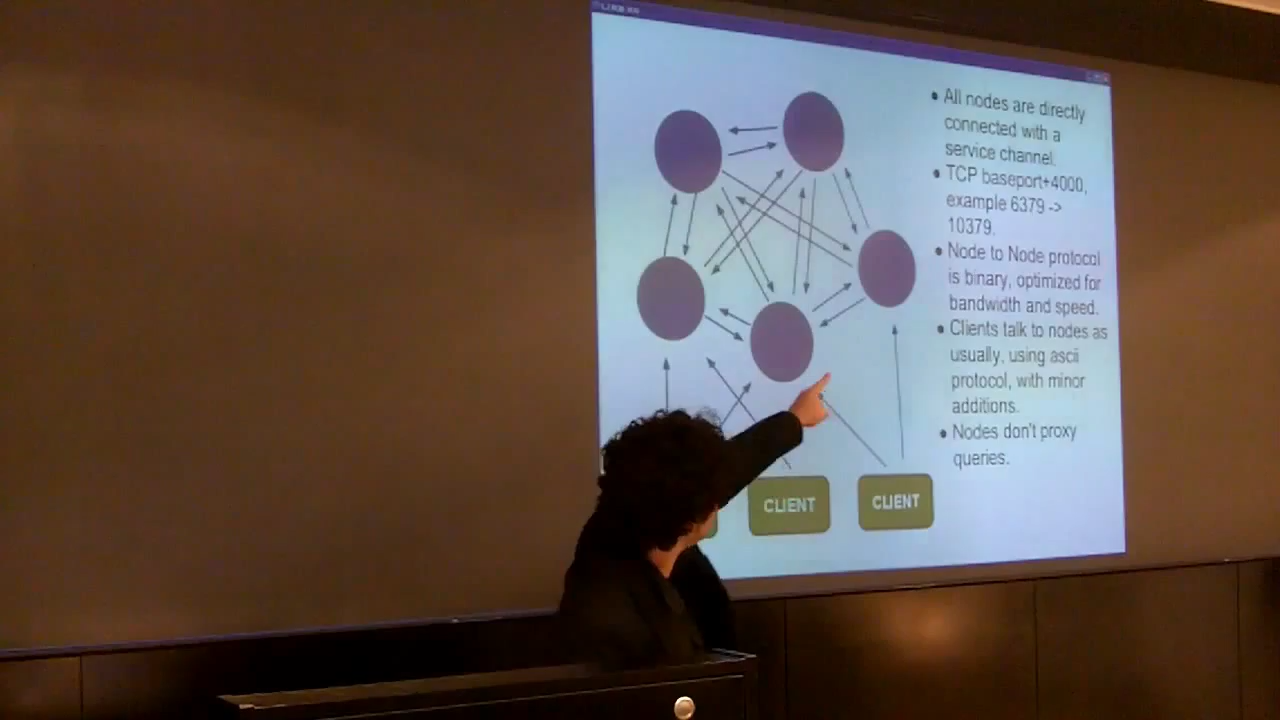 • All nodes are directly
connected with a
service channel.
• TCP baseport+4000,
example 6379 ->
10379.
• Node to Node protocol
is binary, optimized for
bandwidth and speed.
• Clients talk to nodes as
usually, using ascii
protocol, with minor
additions.
• Nodes don't proxy
queries.
CLIENT
CLIENT